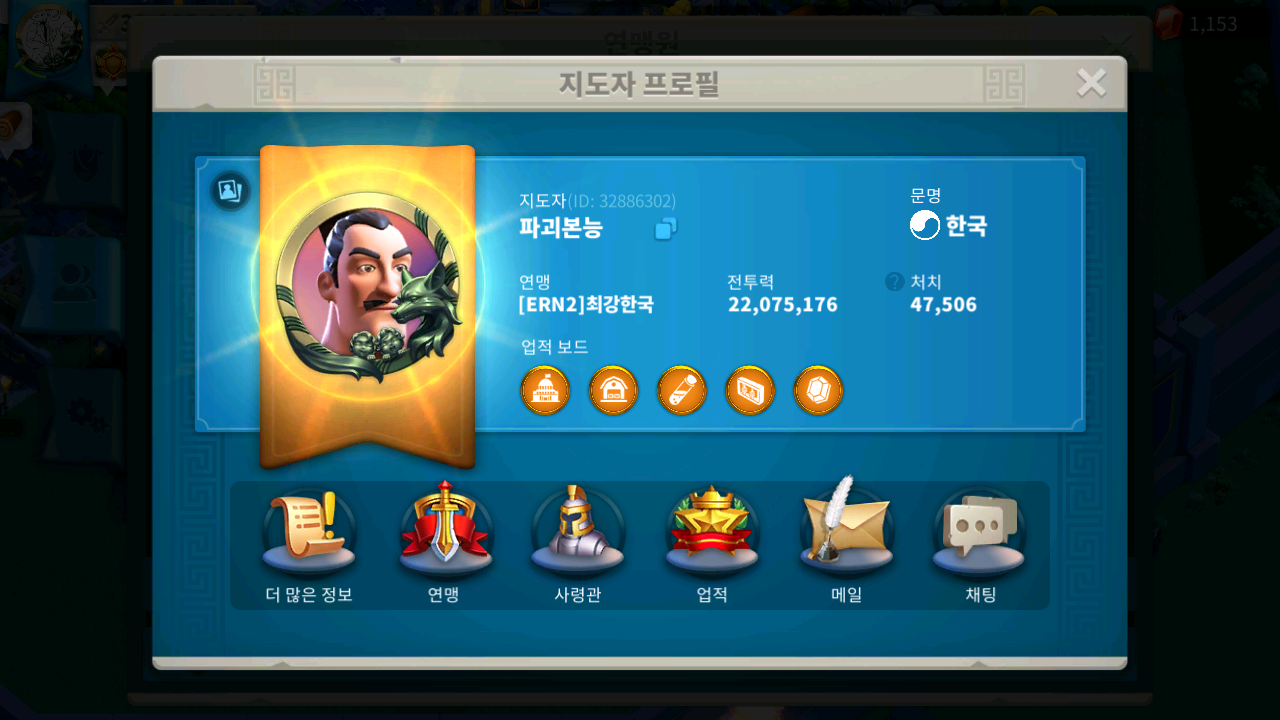 연맹원
1,153
지도자 프로필
지도자(ID: 32886302)
파괴본능
문명
한국
연맹
[ERN2]최강한국
전투력
22,075,176
? 처치
47,506
업적 보드
더 많은 정보
연맹
사령관
업적
메일
채팅